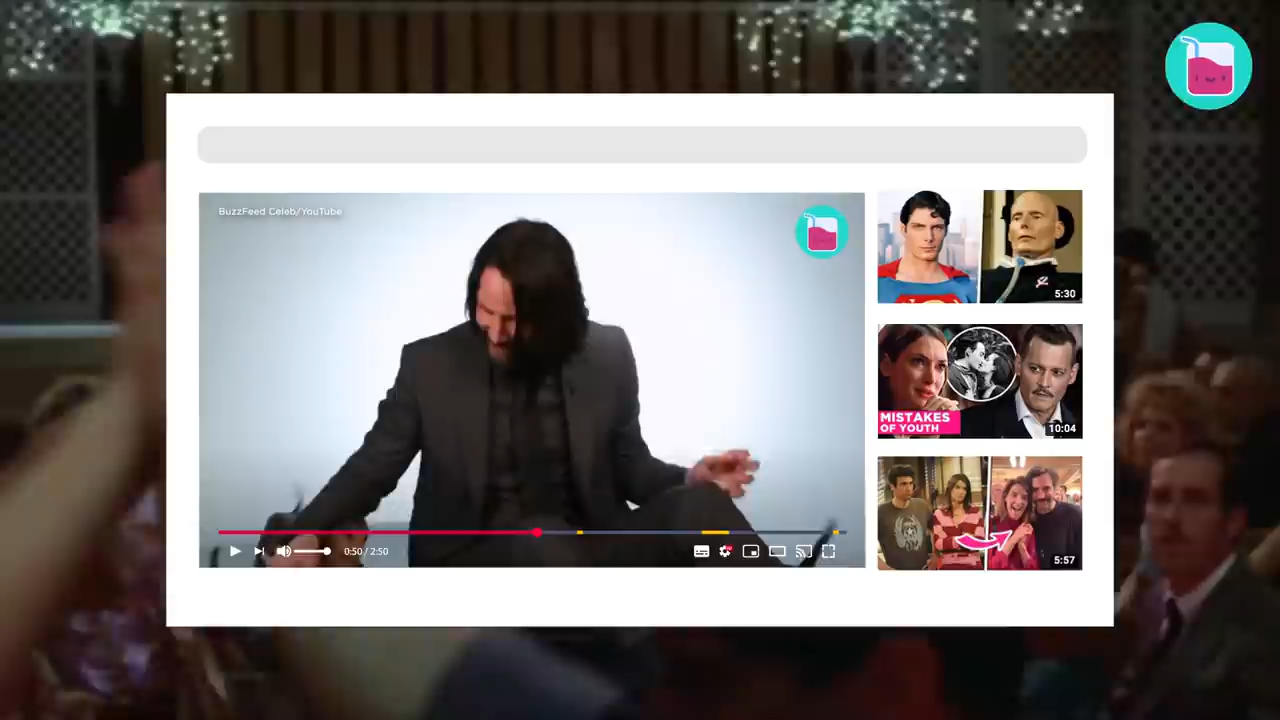 BuzzFeed Celeb/YouTube
5:30
MISTAKES
OF YOUTH
10:04
0:50 / 2:50
5:57